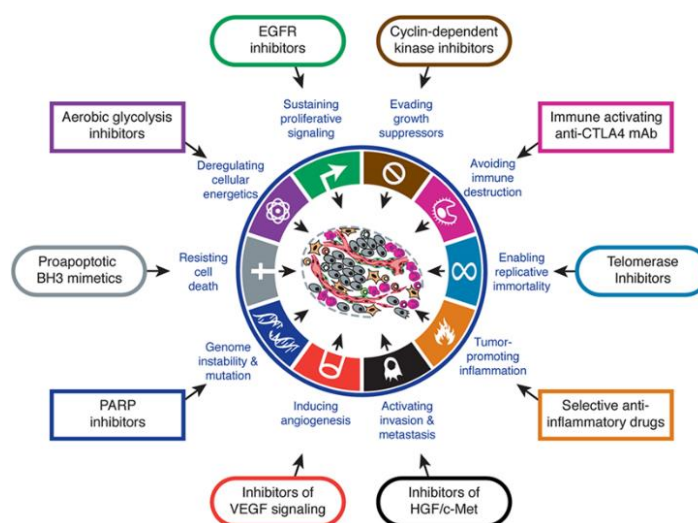 EGFR
inhibitors
Cyclin-dependent
kinase inhibitors
Sustaining
proliferative
signaling
Evading
growth
suppressors
Aerobic glycolysis
inhibitors
Immune activating
anti-CTLA4 mAb
Deregulating
cellular
energetics
Avoiding
immune
destruction
Proapoptotic
BH3 mimetics
Resisting
cell
death
Enabling
replicative
immortality
Telomerase
Inhibitors
Genome
instability &
mutation
Tumor-
promoting
inflammation
PARP
inhibitors
Inducing
angiogenesis
Activating
invasion &
metastasis
Selective anti-
inflammatory drugs
Inhibitors of
VEGF signaling
Inhibitors of
HGF/c-Met